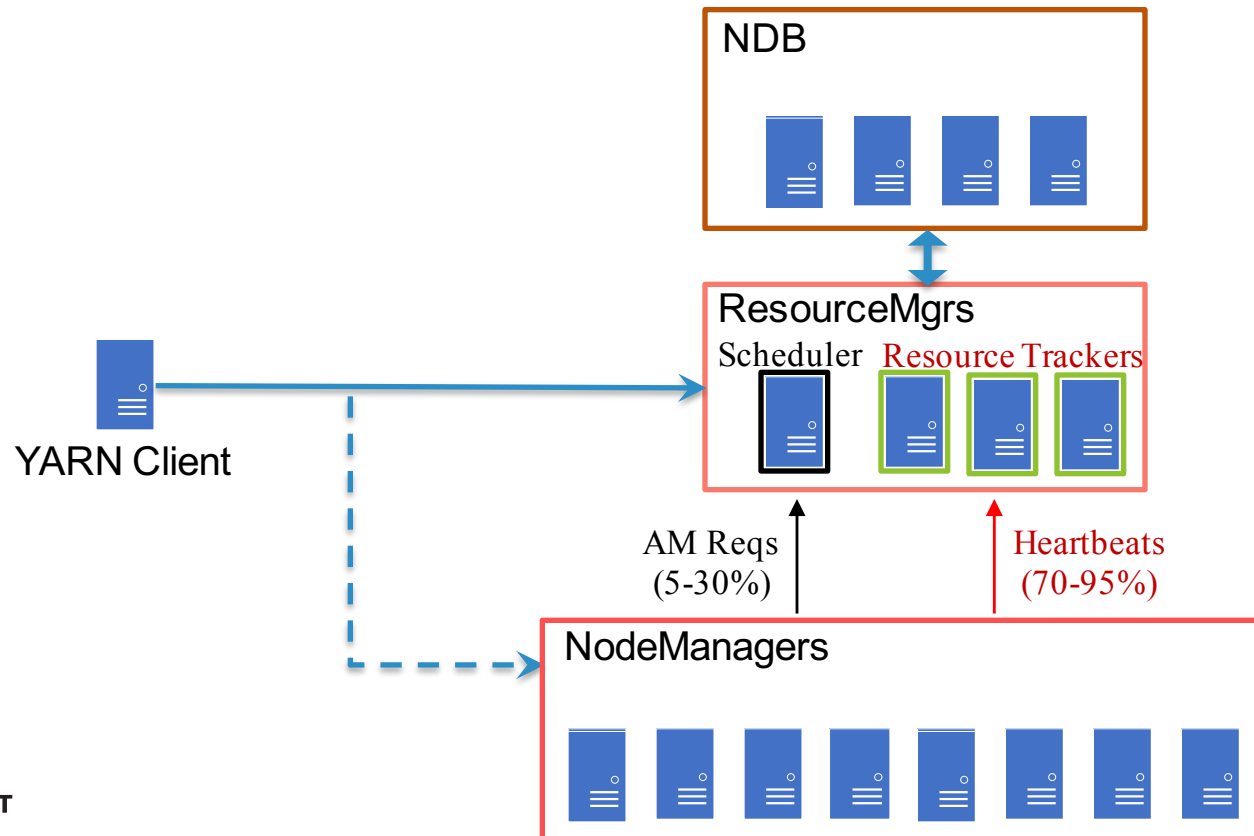 NDB
ResourceMgrs
Scheduler Resource Trackers
YARN Client
AM Reqs
(5-30%)
Heartbeats
(70-95%)
NodeManagers
T